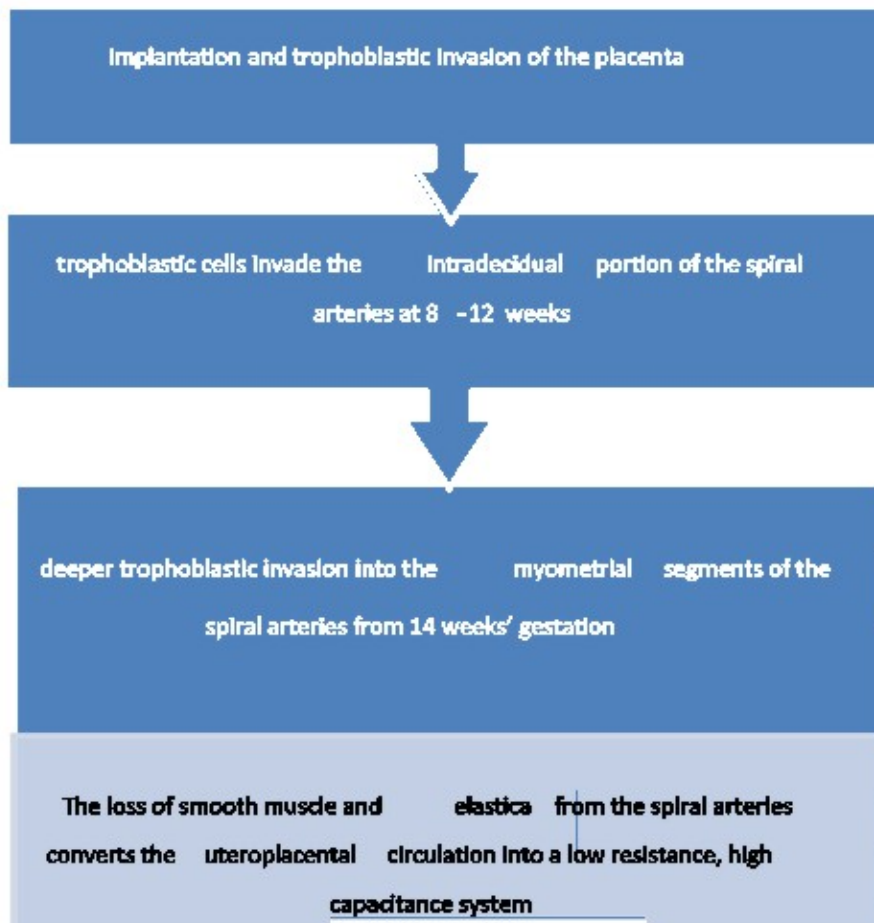 Implantation and trophoblastic invasion of the placenta
trophoblastic cells invade the intradecidual portion of the spiral
arteries at 8 –12 weeks
deeper trophoblastic invasion into the myometrial segments of the
spiral arteries from 14 weeks’ gestation
The loss of smooth muscle and elastica from the spiral arteries
converts the uteroplacental circulation into a low resistance, high
capacitance system